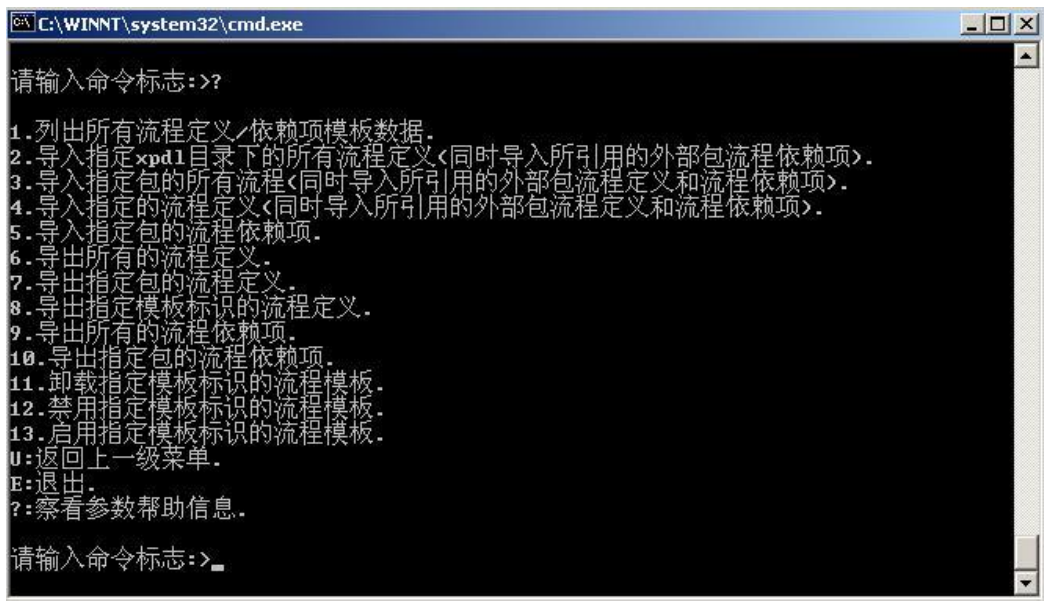 C:\WINNT\system32\cmd.exe
请输入命令标志:>?
1.列出所有流程定义/依赖项模板数据.
2.导入指定xpdl目录下的所有流程定义<同时导入所引用的外部包流程依赖项>.
3.导入指定包的所有流程<同时导入所引用的外部包流程定义和流程依赖项>.
4.导入指定的流程定义<同时导入所引用的外部包流程定义和流程依赖项>.
5.导入指定包的流程依赖项.
6.导出所有的流程定义.
7.导出指定包的流程定义.
8.导出指定模板标识的流程定义.
9.导出所有的流程依赖项.
10.导出指定包的流程依赖项.
11.卸载指定模板标识的流程模板.
12.禁用指定模板标识的流程模板.
13.启用指定模板标识的流程模板.
U:返回上一级菜单.
E:退出.
?:察看参数帮助信息.
请输入命令标志:>